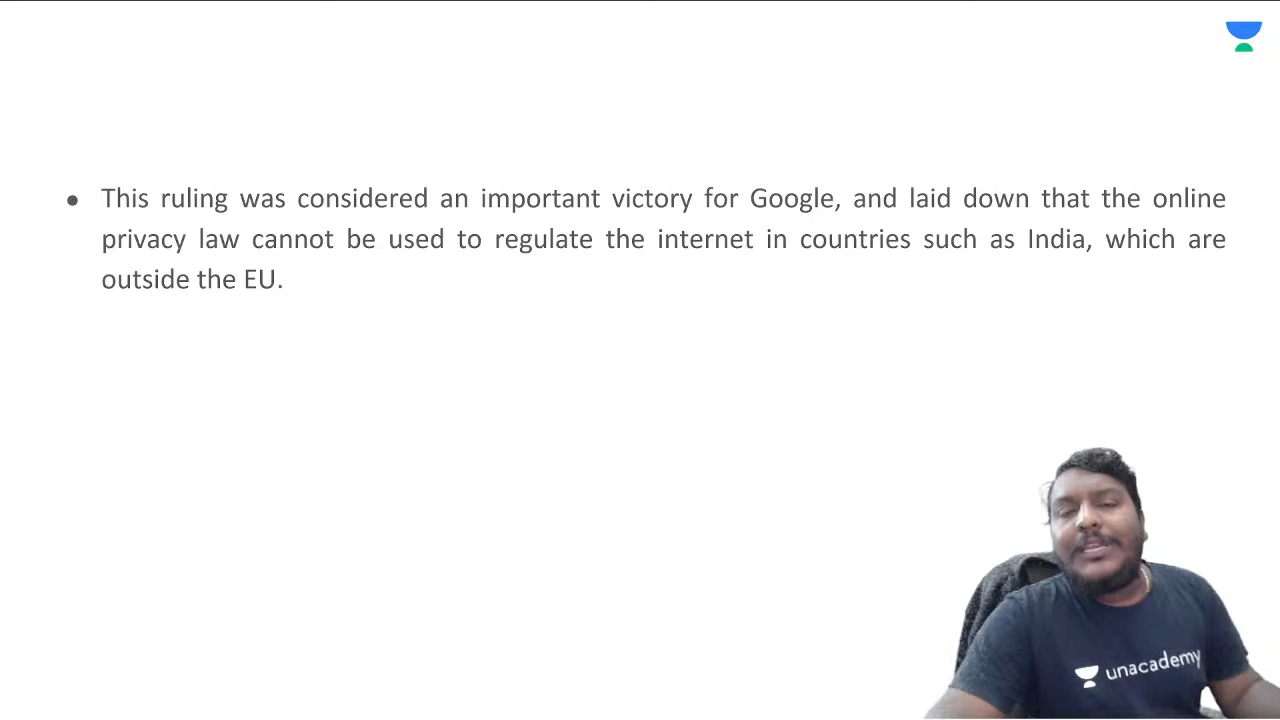 This ruling was considered an important victory for Google, and laid down that the online
privacy law cannot be used to regulate the internet in countries such as India, which are
outside the EU.
unacademy